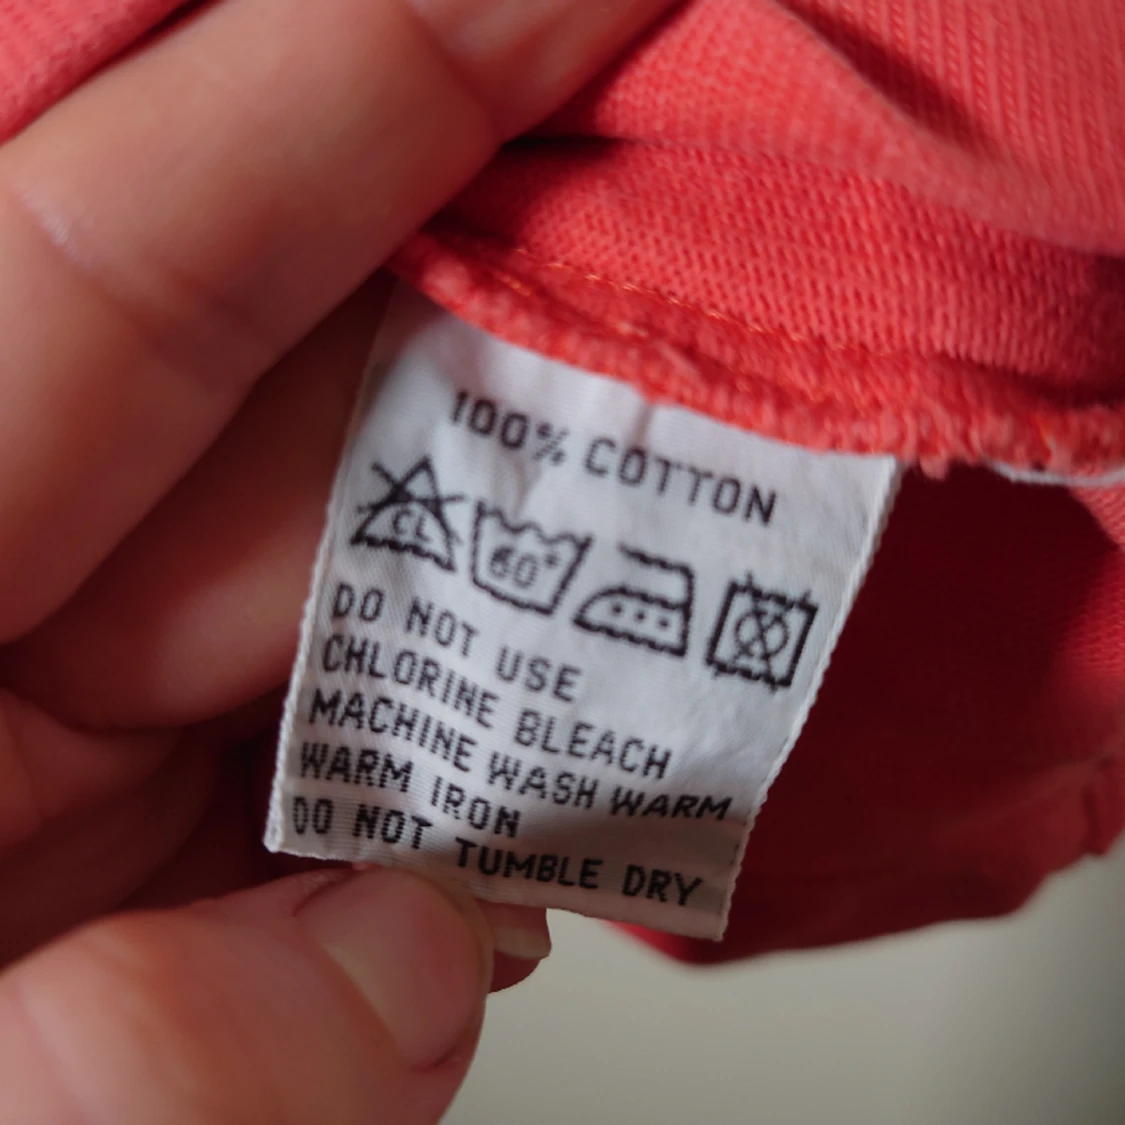 100% COTTON
CL 60°
DO NOT USE
CHLORINE BLEACH
MACHINE WASH WARM
WARM IRON
DO NOT TUMBLE DRY